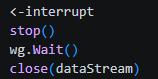 <-interrupt
stop()
wg.Wait()
close(dataStream)